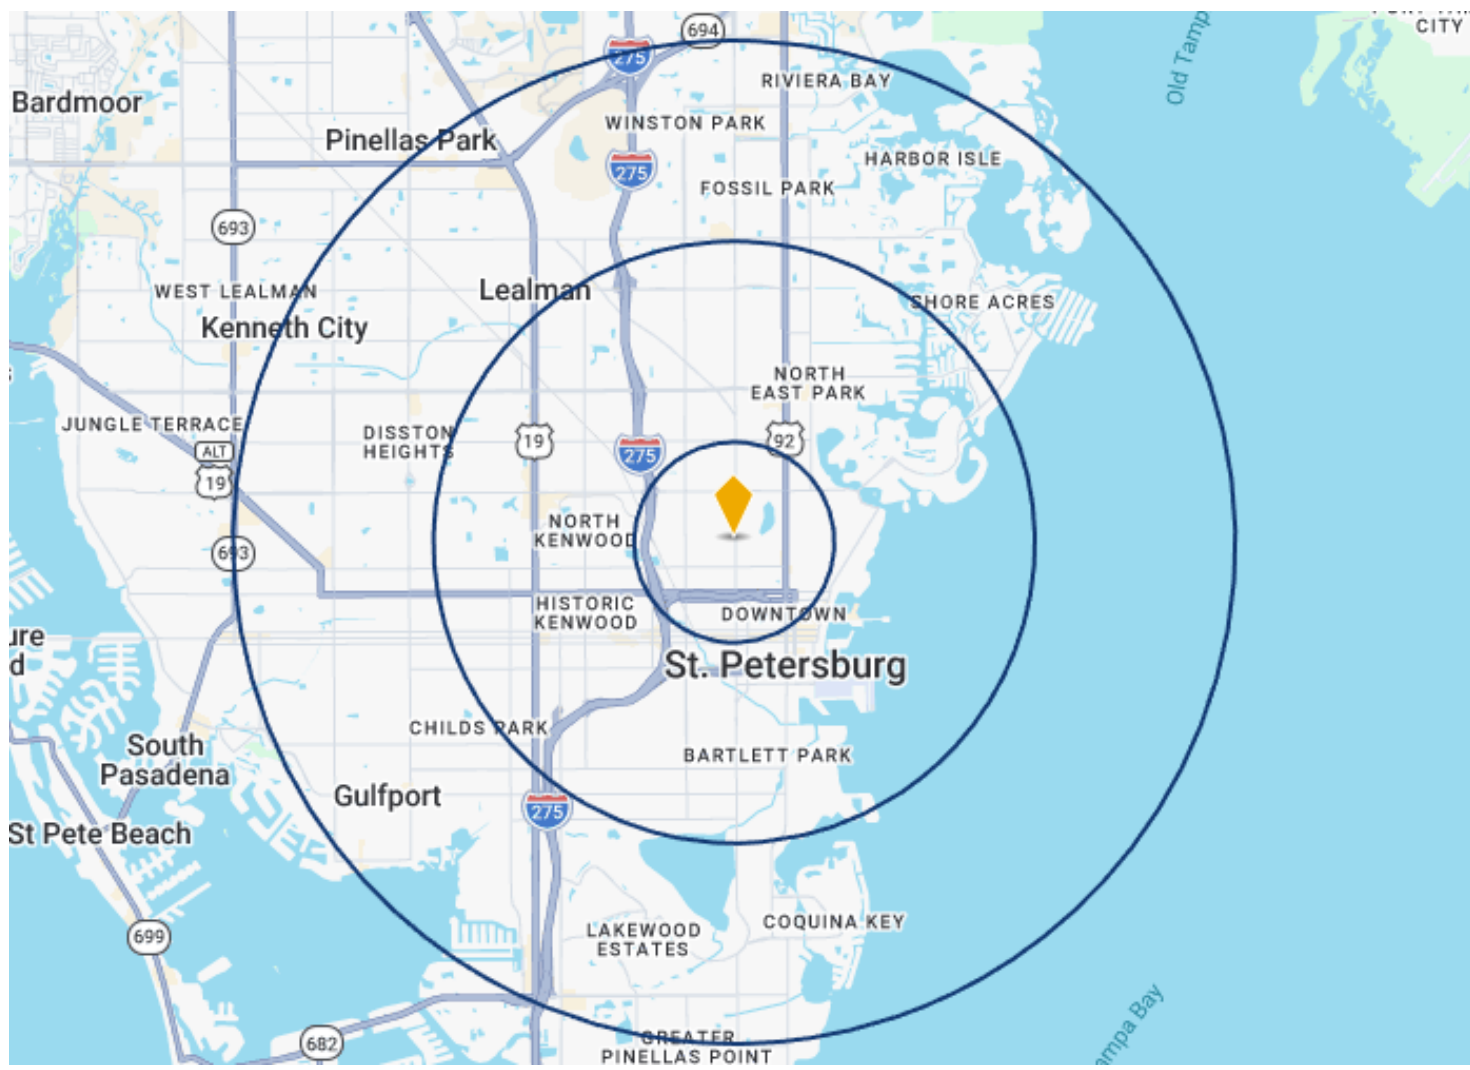 CITY
694
275
Old Tamp
RIVIERA BAY
Bardmoor
WINSTON PARK
Pinellas Park
HARBOR ISLE
275
FOSSIL PARK
693
WEST LEALMAN
Lealman
SHORE ACRES
Kenneth City
NORTH
EAST PARK
JUNGLE TERRACE
DISSTON
HEIGHTS
19
92
ALT
275
19
NORTH
KENWOOD
693
HISTORIC
KENWOOD
DOWNTOWN
ure
d
St. Petersburg
CHILDS PARK
South
Pasadena
BARTLETT PARK
Gulfport
275
St Pete Beach
COQUINA KEY
LAKEWOOD
ESTATES
699
ampa Bay
682
GREATER
PINELLAS POINT